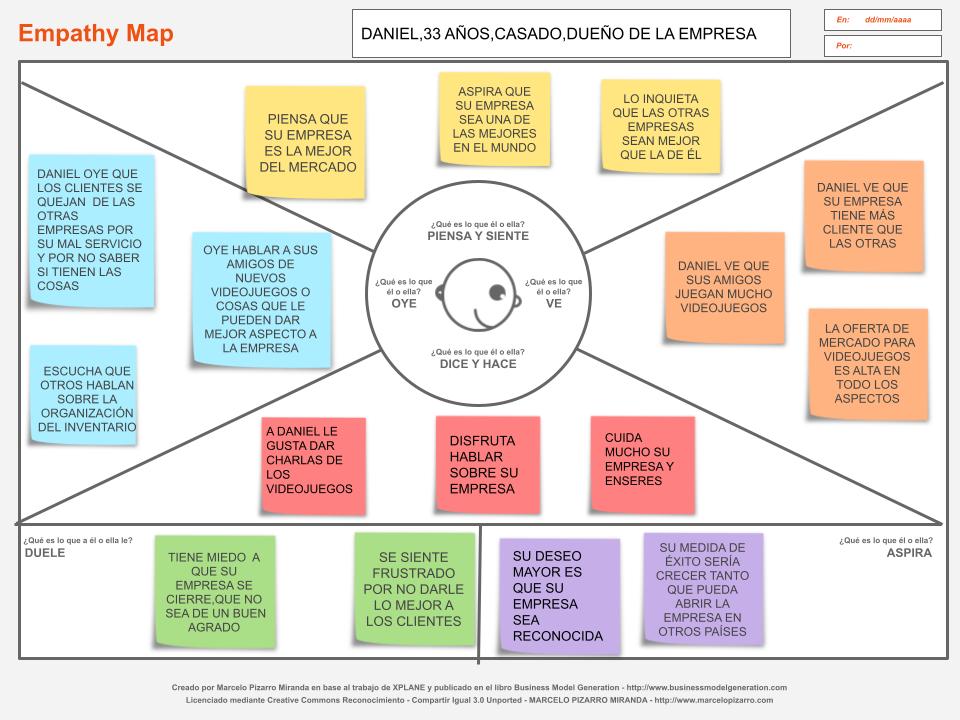 Empathy Map
DANIEL,33 AÑOS,CASADO,DUEÑO DE LA EMPRESA
En: dd/mm/aaaa
Por:
PIENSA QUE
SU EMPRESA
ES LA MEJOR
DEL MERCADO
ASPIRA QUE
SU EMPRESA
SEA UNA DE
LAS MEJORES
EN EL MUNDO
LO INQUIETA
QUE LAS OTRAS
EMPRESAS
SEAN MEJOR
QUE LA DE ÉL
DANIEL OYE QUE
LOS CLIENTES SE
QUEJAN DE LAS
OTRAS
EMPRESAS POR
SU MAL SERVICIO
Y POR NO SABER
SI TIENEN LAS
COSAS
OYE HABLAR A SUS
AMIGOS DE
NUEVOS
VIDEOJUEGOS O
COSAS QUE LE
PUEDEN DAR
MEJOR ASPECTO A
LA EMPRESA
ESCUCHA QUE
OTROS HABLAN
SOBRE LA
ORGANIZACIÓN
DEL INVENTARIO
¿Qué es lo que él o ella?
PIENSA Y SIENTE
¿Qué es lo que
él o ella?
OYE
¿Qué es lo que
él o ella?
VE
¿Qué es lo que él o ella?
DICE Y HACE
DANIEL VE QUE
SUS AMIGOS
JUEGAN MUCHO
VIDEOJUEGOS
DANIEL VE QUE
SU EMPRESA
TIENE MÁS
CLIENTE QUE
LAS OTRAS
LA OFERTA DE
MERCADO PARA
VIDEOJUEGOS
ES ALTA EN
TODO LOS
ASPECTOS
A DANIEL LE
GUSTA DAR
CHARLAS DE
LOS
VIDEOJUEGOS
DISFRUTA
HABLAR
SOBRE SU
EMPRESA
CUIDA
MUCHO SU
EMPRESA Y
ENSERES
¿Qué es lo que a él o ella le?
DUELE
TIENE MIEDO A
QUE SU
EMPRESA SE
CIERRE,QUE NO
SEA DE UN BUEN
AGRADO
SE SIENTE
FRUSTRADO
POR NO DARLE
LO MEJOR A
LOS CLIENTES
SU DESEO
MAYOR ES
QUE SU
EMPRESA
SEA
RECONOCIDA
SU MEDIDA DE
ÉXITO SERÍA
CRECER TANTO
QUE PUEDA
ABRIR LA
EMPRESA EN
OTROS PAÍSES
¿Qué es lo que él o ella?
ASPIRA
Creado por Marcelo Pizarro Miranda en base al trabajo de XPLANE y publicado en el libro Business Model Generation - http://www.businessmodelgeneration.com
Licenciado mediante Creative Commons Reconocimiento - Compartir Igual 3.0 Unported - MARCELO PIZARRO MIRANDA - http://www.marcelopizarro.com